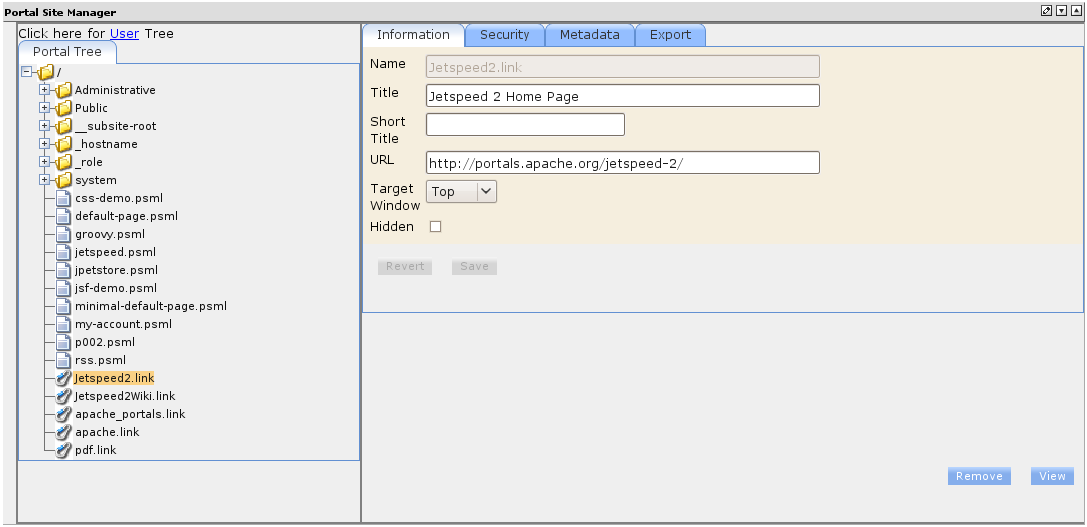 Portal Site Manager
Click here for User Tree
Portal Tree
/
Administrative
Public
__subsite-root
_hostname
_role
system
css-demo.psml
default-page.psml
groovy.psml
jetspeed.psml
jpetstore.psml
jsf-demo.psml
minimal-default-page.psml
my-account.psml
p002.psml
rss.psml
Jetspeed2.link
Jetspeed2Wiki.link
apache_portals.link
apache.link
pdf.link
Information Security Metadata Export
Name Jetspeed2.link
Title Jetspeed 2 Home Page
Short
Title
URL http://portals.apache.org/jetspeed-2/
Target
Window Top
Hidden
Revert Save
Remove View